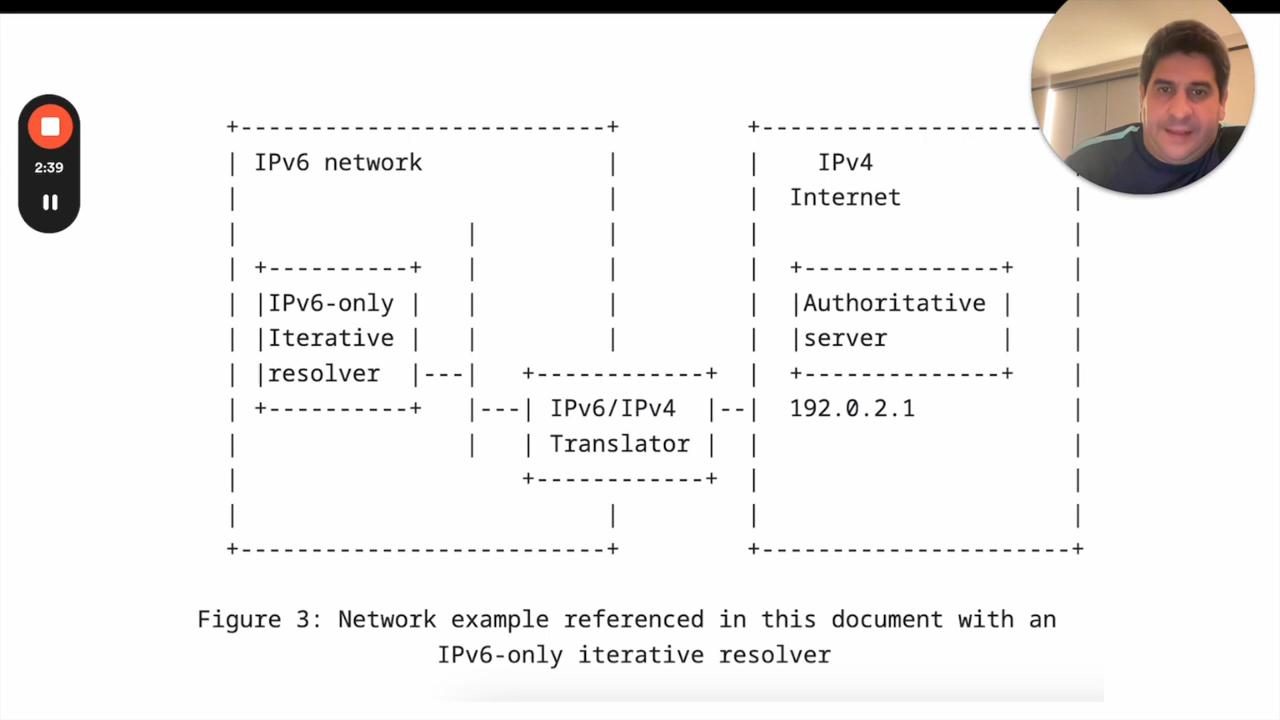 2:39
+--------------------------+
| IPv6 network             |
|                          |
|                |         |
| +----------+   |         |
| |IPv6-only |   |         |
| |Iterative |   |         |
| |resolver  |---|   +------------+
| +----------+   |---| IPv6/IPv4  |--|
|                |   | Translator |
|                    +------------+
|                          |
+--------------------------+
+--------------------
|    IPv4
|  Internet             |
|                      |
|  +--------------+    |
|  |Authoritative |    |
|  |server        |    |
|  +--------------+    |
|  192.0.2.1           |
|                      |
|                      |
|                      |
+----------------------+
Figure 3: Network example referenced in this document with an
IPv6-only iterative resolver